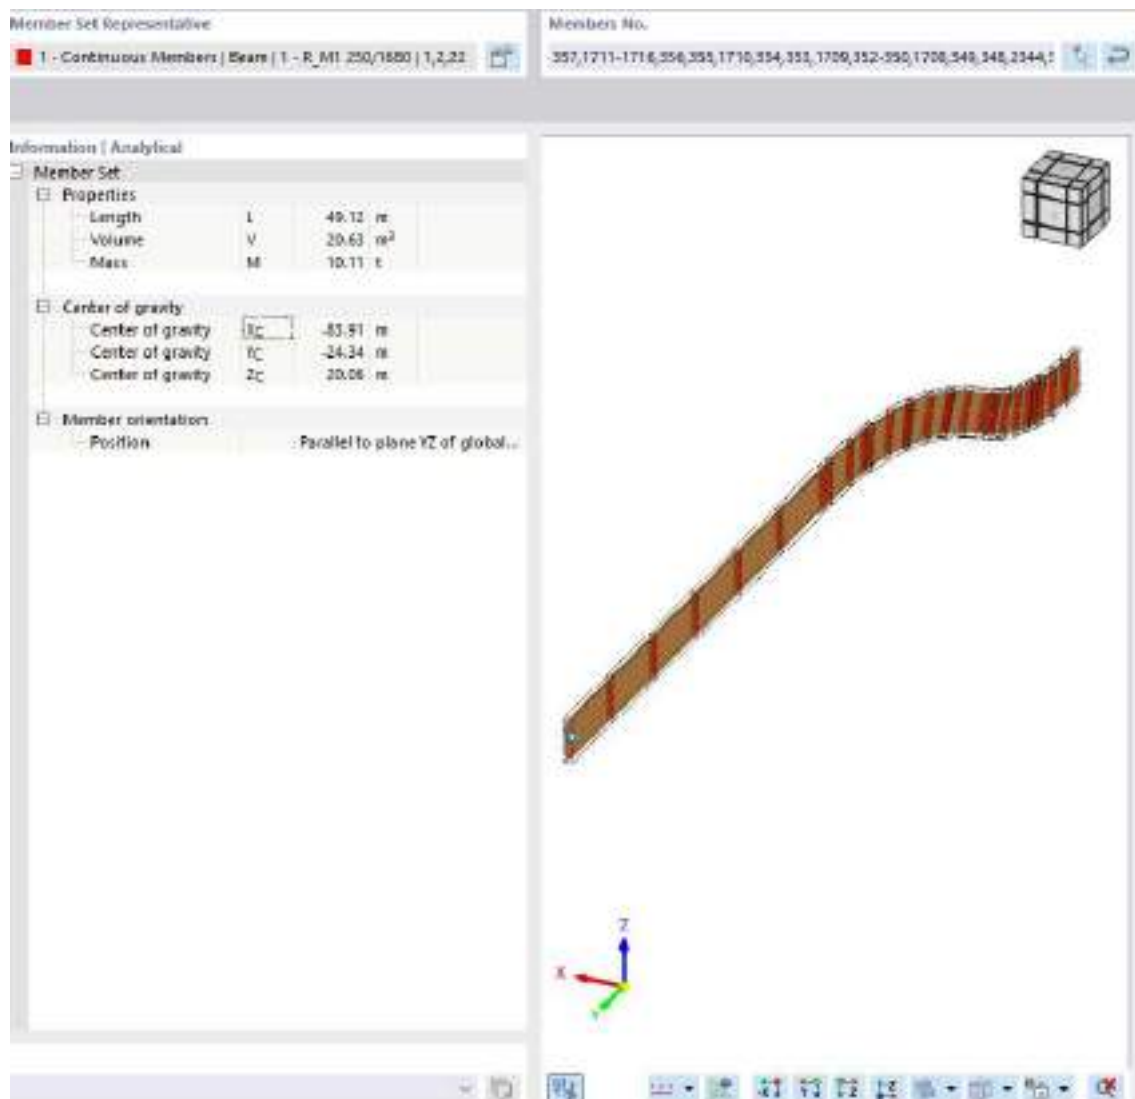 Member Set Representative
Members No.
1 - Continuous Members | Beam | 1 - R_M1 250/1680 | 1,2,22
357,1711-1716,356,355,1710,354,353,1709,352-350,1708,349,348,2344,
Information | Analytical
Member Set
Properties
Length L 49.12 m
Volume V 20.63 m³
Mass M 10.11 t
Center of gravity
Center of gravity XC -83.91 m
Center of gravity YC -24.34 m
Center of gravity ZC 20.06 m
Member orientation
Position Parallel to plane YZ of global...
Z
X
Y